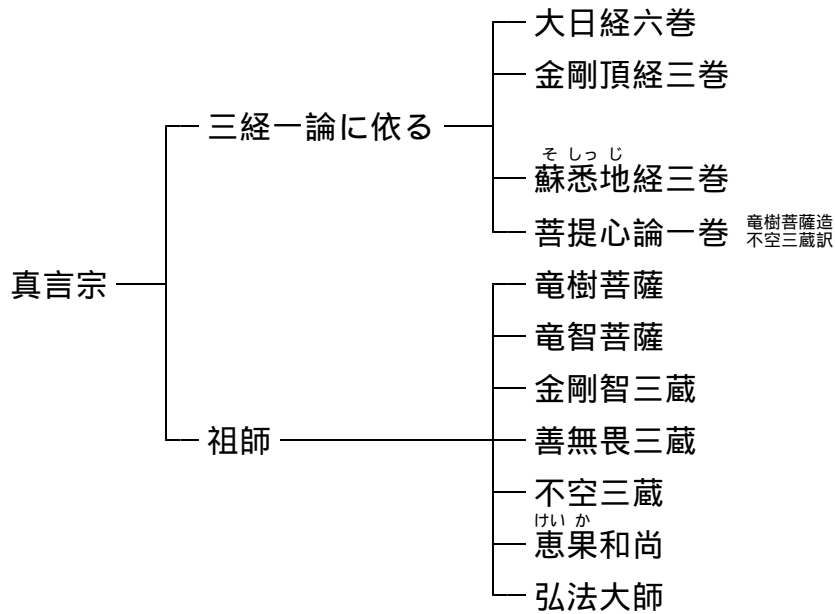 真言宗
三経一論に依る
大日経六巻
金剛頂経三巻
そしつじ
蘇悉地経三巻
菩提心論一巻
竜樹菩薩造
不空三蔵訳
祖師
竜樹菩薩
竜智菩薩
金剛智三蔵
善無畏三蔵
不空三蔵
けいか
恵果和尚
弘法大師